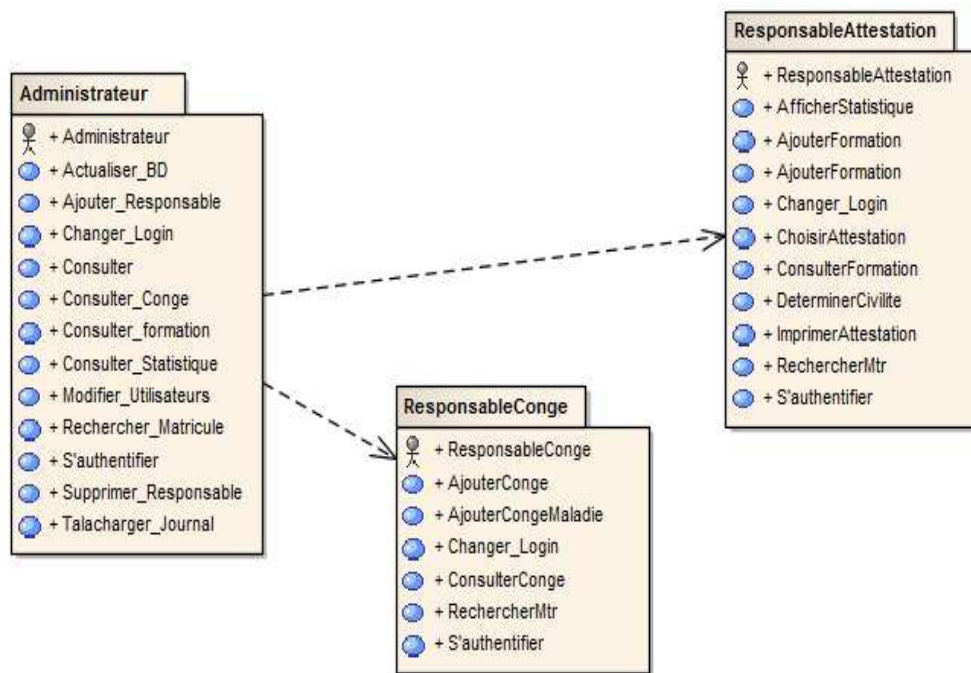 Administrateur
+ Administrateur
+ Actualiser_BD
+ Ajouter_Responsable
+ Changer_Login
+ Consulter
+ Consulter_Conge
+ Consulter_formation
+ Consulter_Statistique
+ Modifier_Utilisateurs
+ Rechercher_Matricule
+ S'authentifier
+ Supprimer_Responsable
+ Talacharger_Journal
ResponsableConge
+ ResponsableConge
+ AjouterConge
+ AjouterCongeMaladie
+ Changer_Login
+ ConsulterConge
+ RechercherMtr
+ S'authentifier
ResponsableAttestation
+ ResponsableAttestation
+ AfficherStatistique
+ AjouterFormation
+ AjouterFormation
+ Changer_Login
+ ChoisirAttestation
+ ConsulterFormation
+ DeterminerCivilite
+ ImprimerAttestation
+ RechercherMtr
+ S'authentifier